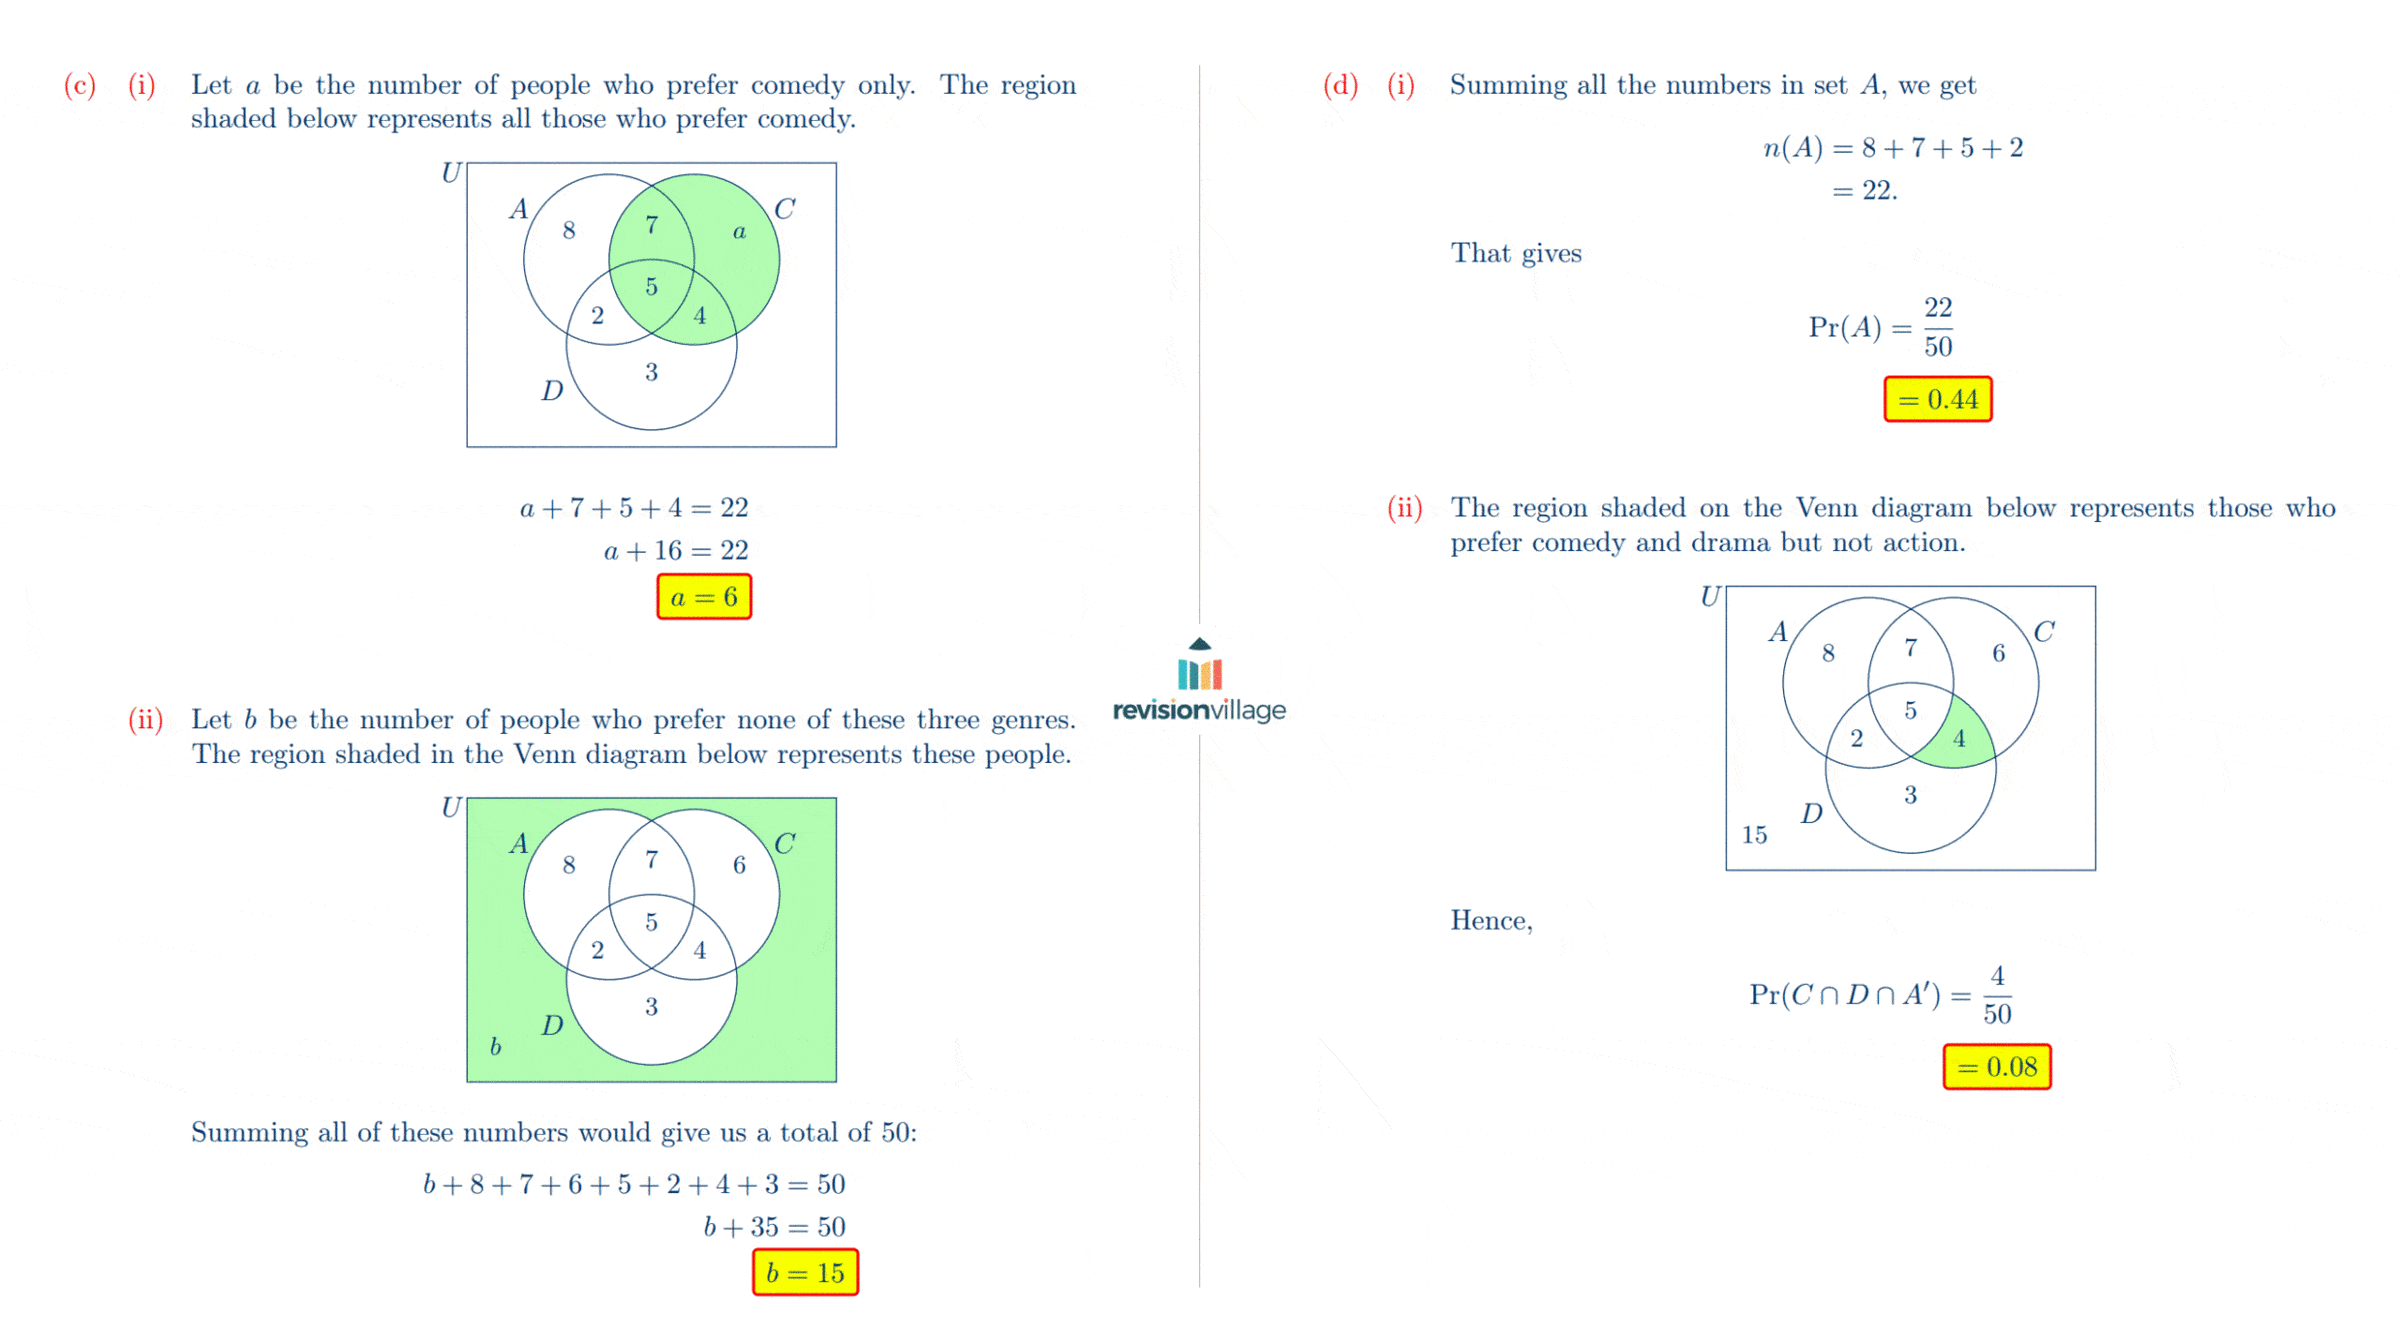 (c) (i) Let a be the number of people who prefer comedy only. The region
shaded below represents all those who prefer comedy.
U
A
C
8
7
a
5
2
4
3
D
a + 7 + 5 + 4 = 22
a + 16 = 22
a = 6
(ii) Let b be the number of people who prefer none of these three genres.
The region shaded in the Venn diagram below represents these people.
U
A
C
8
7
6
5
2
4
3
D
b
Summing all of these numbers would give us a total of 50:
b + 8 + 7 + 6 + 5 + 2 + 4 + 3 = 50
b + 35 = 50
b = 15
revisionvillage
(d) (i) Summing all the numbers in set A, we get
n(A) = 8 + 7 + 5 + 2
= 22.
That gives
Pr(A) = 22/50
= 0.44
(ii) The region shaded on the Venn diagram below represents those who
prefer comedy and drama but not action.
U
A
C
8
7
6
5
2
4
3
D
15
Hence,
Pr(C ∩ D ∩ A′) = 4/50
= 0.08